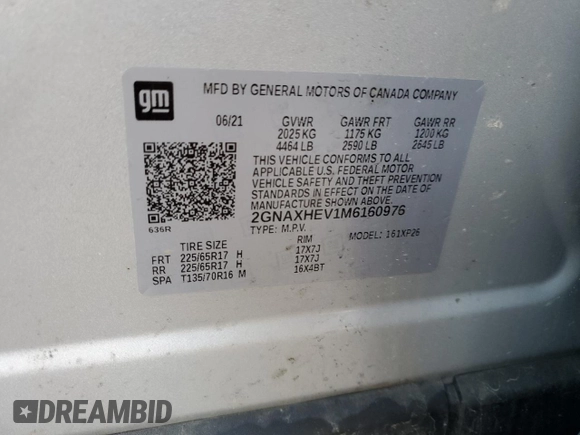 gm
MFD BY GENERAL MOTORS OF CANADA COMPANY
06/21 GVWR GAWR FRT GAWR RR
2025 KG 1175 KG 1200 KG
4464 LB 2590 LB 2645 LB
THIS VEHICLE CONFORMS TO ALL
APPLICABLE U.S. FEDERAL MOTOR
VEHICLE SAFETY AND THEFT PREVENTION
STANDARDS IN EFFECT ON THE DATE OF
MANUFACTURE SHOWN ABOVE.
2GNAXHEV1M6160976
636R
TYPE: M.P.V. MODEL: 161XP26
TIRE SIZE RIM
FRT 225/65R17 H 17X7J
RR 225/65R17 H 17X7J
SPA T135/70R16 M 16X4BT
DREAMBID